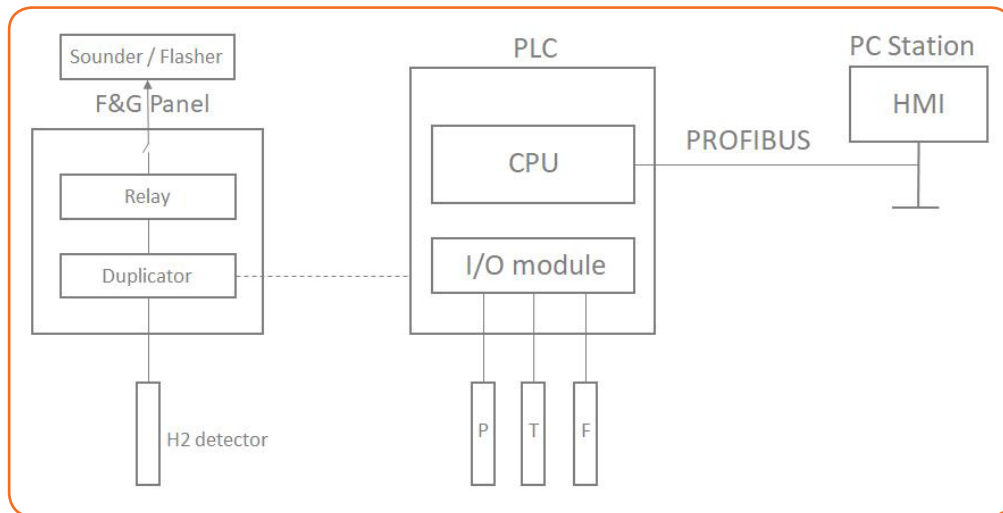 Sounder / Flasher
F&G Panel
Relay
Duplicator
H2 detector
PLC
CPU
I/O module
P
T
F
PROFIBUS
PC Station
HMI